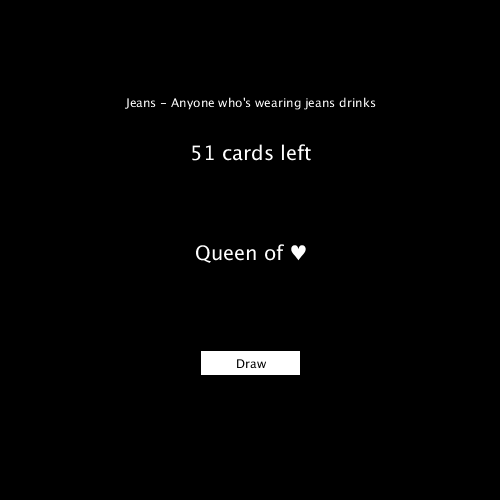 Jeans - Anyone who's wearing jeans drinks
51 cards left
Queen of ♥
Draw